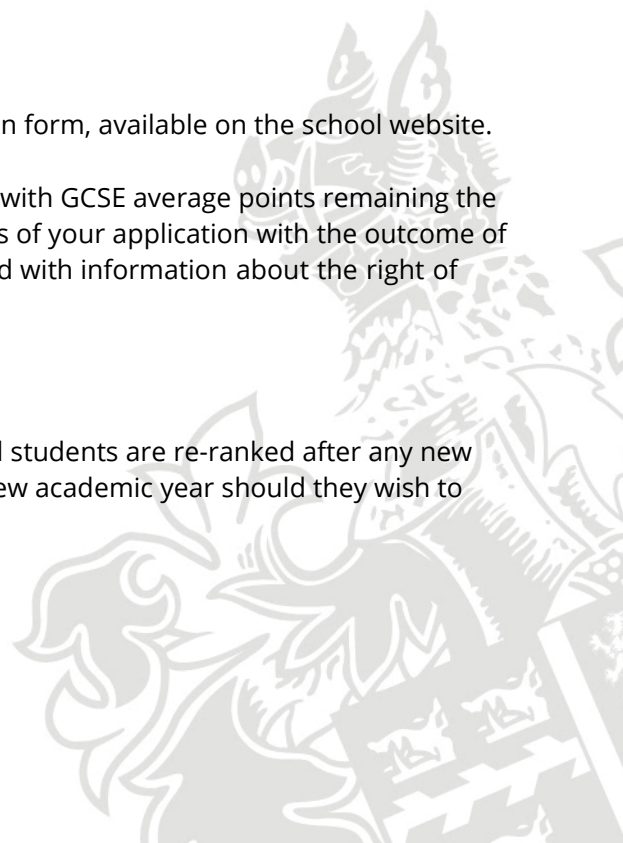 n form, available on the school website.
with GCSE average points remaining the
s of your application with the outcome of
d with information about the right of
l students are re-ranked after any new
ew academic year should they wish to